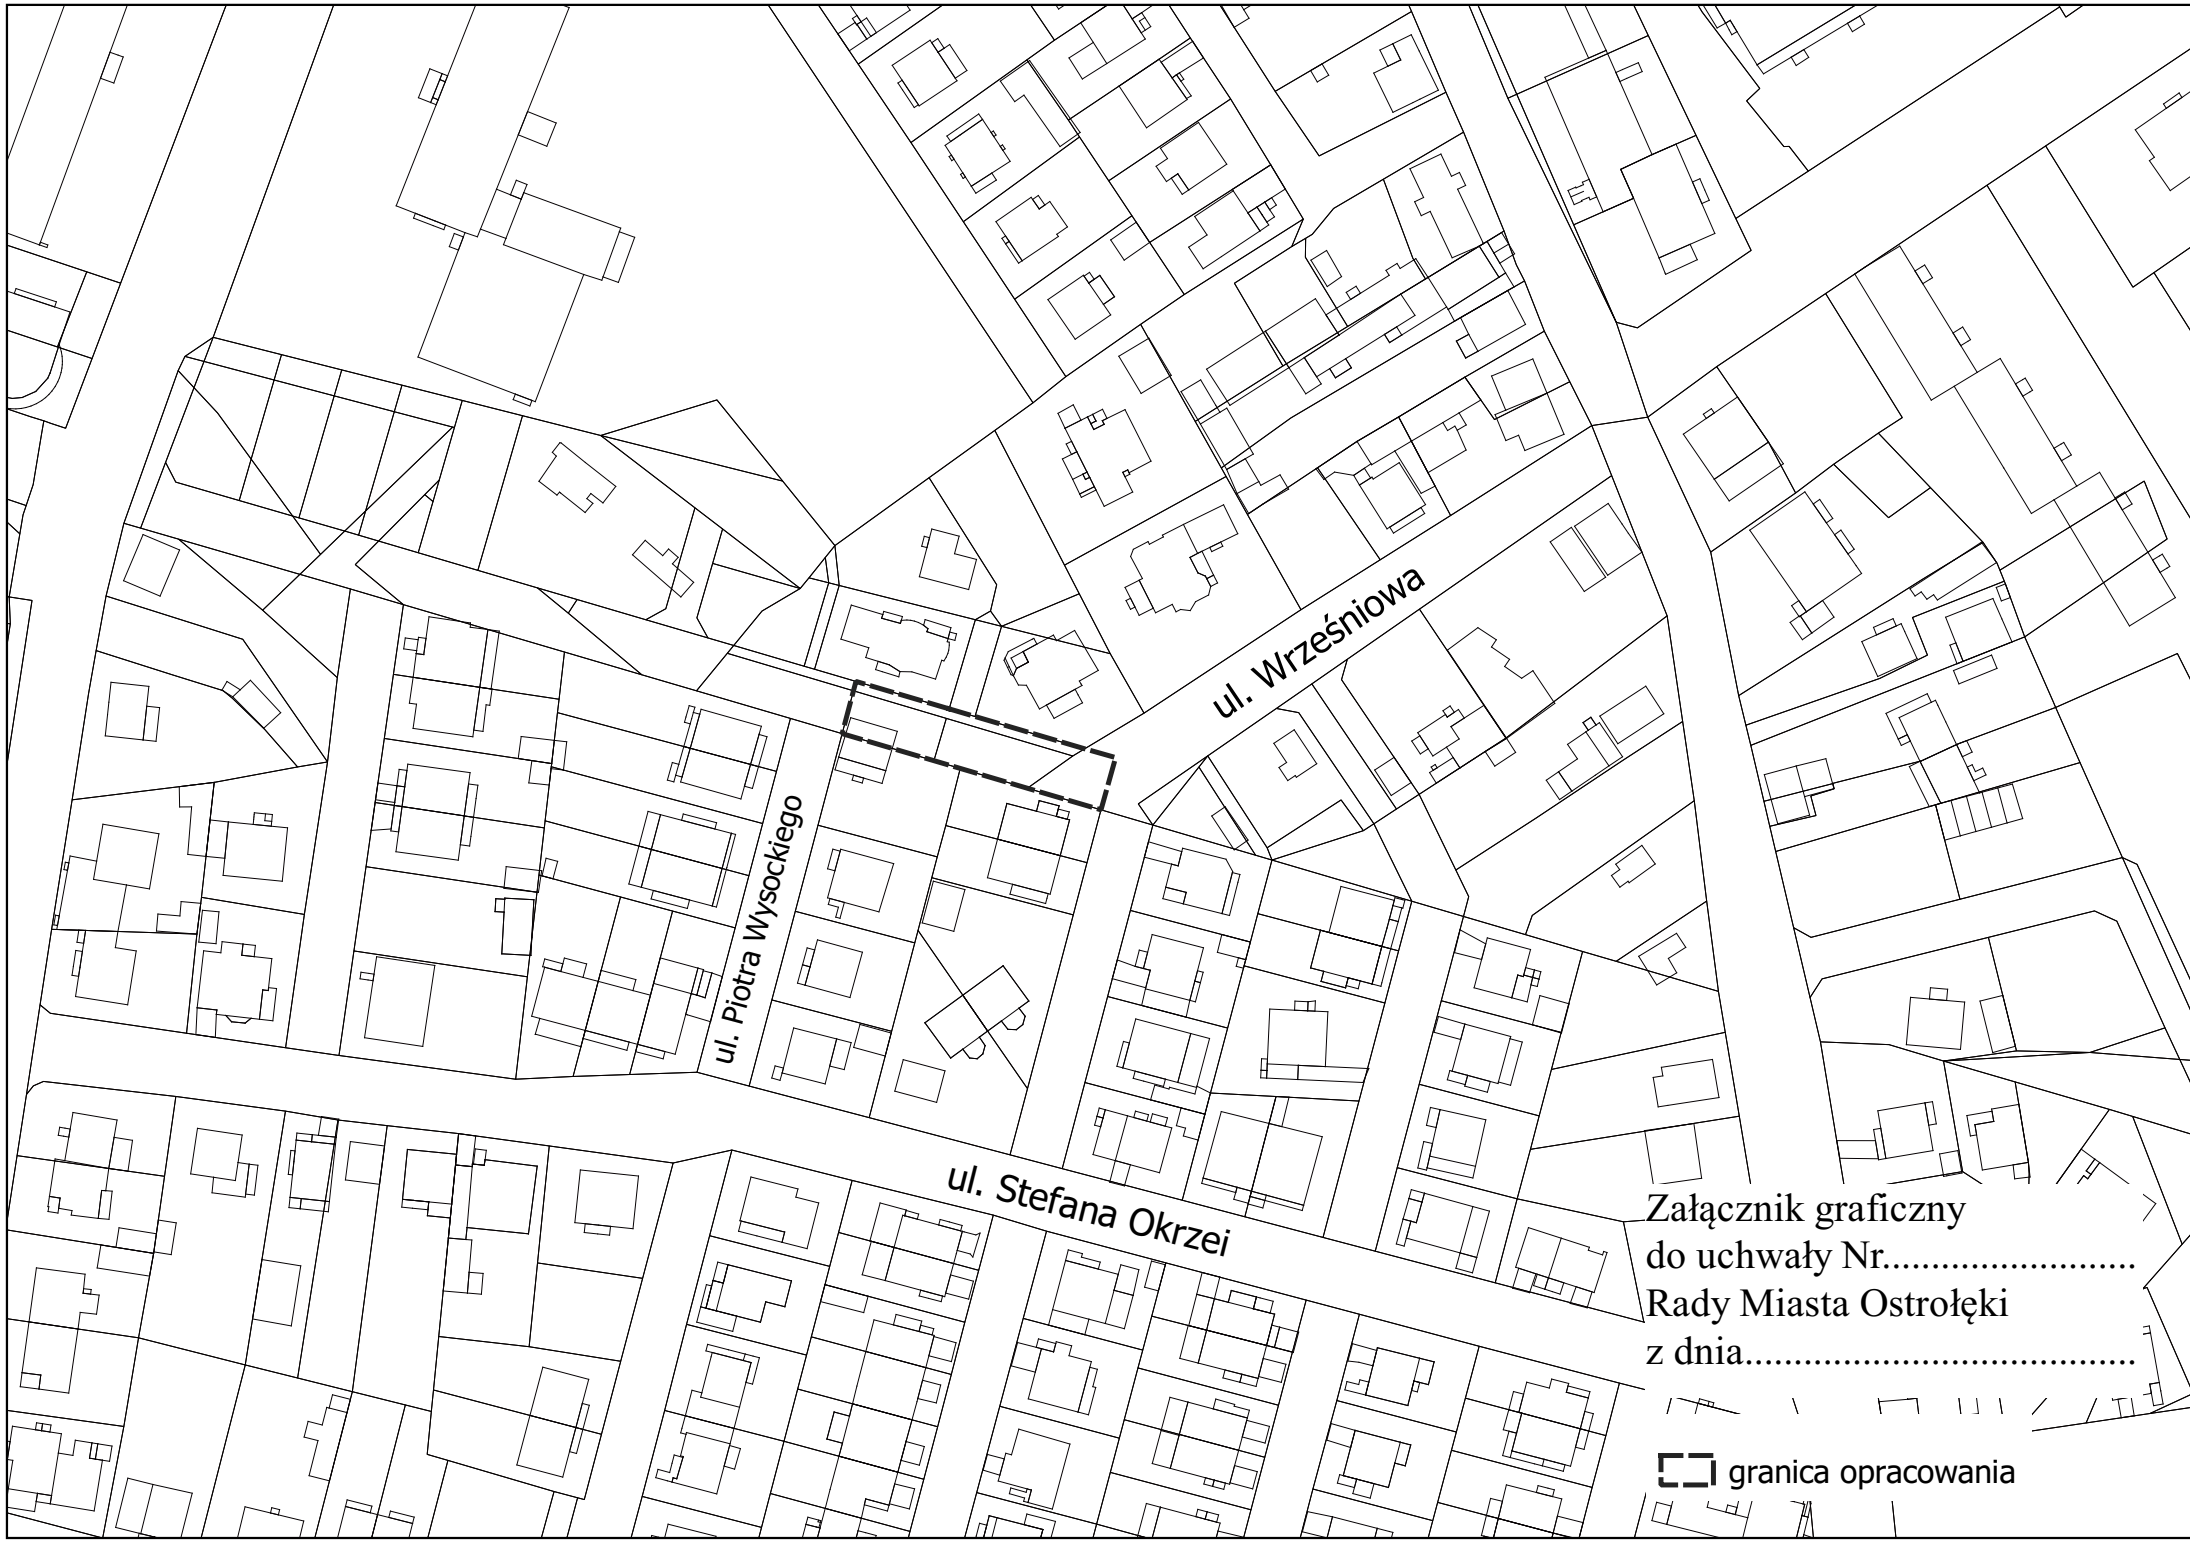 ul. Wrześniowa
ul. Piotra Wysockiego
ul. Stefana Okrzei
Załącznik graficzny
do uchwały Nr..........................
Rady Miasta Ostrołęki
z dnia........................................
granica opracowania